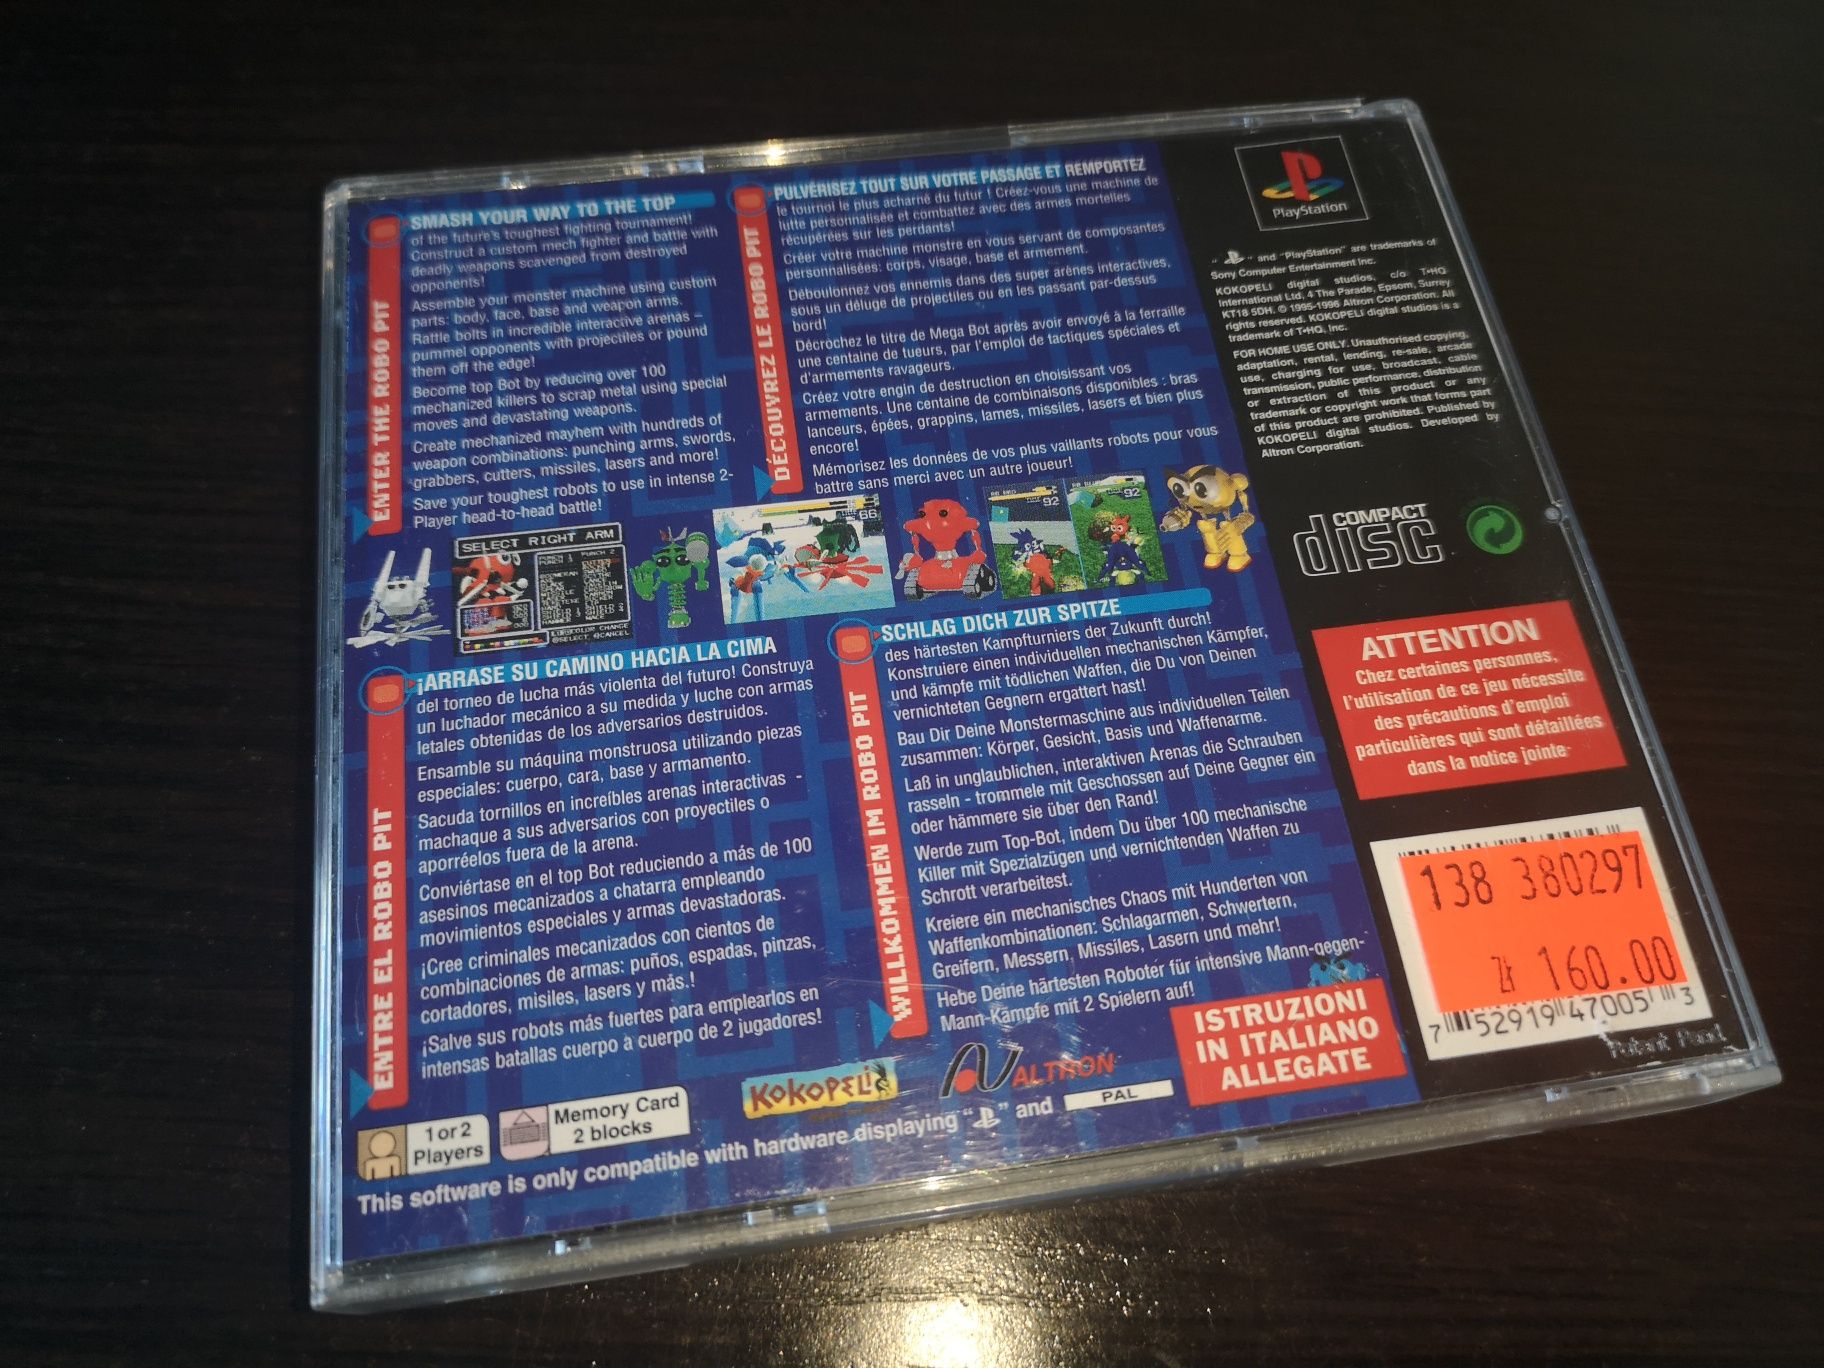 ENTER THE ROBO PIT
SMASH YOUR WAY TO THE TOP
of the future's toughest fighting tournament!
Construct a custom mech fighter and battle with
deadly weapons scavenged from destroyed
opponents!
Assemble your monster machine using custom
parts: body, face, base and weapon arms.
Rattle bolts in incredible interactive arenas –
pummel opponents with projectiles or pound
them off the edge!
Become top Bot by reducing over 100
mechanized killers to scrap metal using special
moves and devastating weapons.
Create mechanized mayhem with hundreds of
weapon combinations: punching arms, swords,
grabbers, cutters, missiles, lasers and more!
Save your toughest robots to use in intense 2-
Player head-to-head battle!
DÉCOUVREZ LE ROBO PIT
PULVÉRISEZ TOUT SUR VOTRE PASSAGE ET REMPORTEZ
le tournoi le plus acharné du futur ! Créez-vous une machine de
lutte personnalisée et combattez avec des armes mortelles
récupérées sur les perdants!
Créer votre machine monstre en vous servant de composantes
personnalisées: corps, visage, base et armement.
Déboulonnez vos ennemis dans des super arènes interactives,
sous un déluge de projectiles ou en les passant par-dessus
bord!
Décrochez le titre de Mega Bot après avoir envoyé à la ferraille
une centaine de tueurs, par l'emploi de tactiques spéciales et
d'armements ravageurs.
Créez votre engin de destruction en choisissant vos
armements. Une centaine de combinaisons disponibles : bras
lanceurs, épées, grappins, lames, missiles, lasers et bien plus
encore!
Mémorisez les données de vos plus vaillants robots pour vous
battre sans merci avec un autre joueur!
PlayStation
" " and "PlayStation" are trademarks of
Sony Computer Entertainment Inc.
KOKOPELI digital studios, c/o T•HQ
International Ltd, 4 The Parade, Epsom, Surrey
KT18 5DH. © 1995-1996 Altron Corporation. All
rights reserved. KOKOPELI digital studios is a
trademark of T•HQ, Inc.
FOR HOME USE ONLY. Unauthorised copying,
adaptation, rental, lending, re-sale, arcade
use, charging for use, broadcast, cable
transmission, public performance, distribution
or extraction of this product or any
trademark or copyright work that forms part
of this product are prohibited. Published by
KOKOPELI digital studios. Developed by
Altron Corporation.
COMPACT
disc
SELECT RIGHT ARM
PUNCH 1 PUNCH 2
66
92
92
ENTRE EL ROBO PIT
¡ARRASE SU CAMINO HACIA LA CIMA
del torneo de lucha más violenta del futuro! Construya
un luchador mecánico a su medida y luche con armas
letales obtenidas de los adversarios destruidos.
Ensamble su máquina monstruosa utilizando piezas
especiales: cuerpo, cara, base y armamento.
Sacuda tornillos en increíbles arenas interactivas -
machaque a sus adversarios con proyectiles o
aporréelos fuera de la arena.
Conviértase en el top Bot reduciendo a más de 100
asesinos mecanizados a chatarra empleando
movimientos especiales y armas devastadoras.
¡Cree criminales mecanizados con cientos de
combinaciones de armas: puños, espadas, pinzas,
cortadores, misiles, lasers y más.!
¡Salve sus robots más fuertes para emplearlos en
intensas batallas cuerpo a cuerpo de 2 jugadores!
WILLKOMMEN IM ROBO PIT
SCHLAG DICH ZUR SPITZE
des härtesten Kampfturniers der Zukunft durch!
Konstruiere einen individuellen mechanischen Kämpfer,
und kämpfe mit tödlichen Waffen, die Du von Deinen
vernichteten Gegnern ergattert hast!
Bau Dir Deine Monstermaschine aus individuellen Teilen
zusammen: Körper, Gesicht, Basis und Waffenarme.
Laß in unglaublichen, interaktiven Arenas die Schrauben
rasseln - trommele mit Geschossen auf Deine Gegner ein
oder hämmere sie über den Rand!
Werde zum Top-Bot, indem Du über 100 mechanische
Killer mit Spezialzügen und vernichtenden Waffen zu
Schrott verarbeitest.
Kreiere ein mechanisches Chaos mit Hunderten von
Waffenkombinationen: Schlagarmen, Schwertern,
Greifern, Messern, Missiles, Lasern und mehr!
Hebe Deine härtesten Roboter für intensive Mann-gegen-
Mann-Kämpfe mit 2 Spielern auf!
ATTENTION
Chez certaines personnes,
l'utilisation de ce jeu nécessite
des précautions d'emploi
particulières qui sont détaillées
dans la notice jointe
138 380297
Zł 160.00
7 52919 47005 3
ISTRUZIONI
IN ITALIANO
ALLEGATE
1 or 2
Players
Memory Card
2 blocks
KOKOPELI
ALTRON
This software is only compatible with hardware displaying " " and PAL